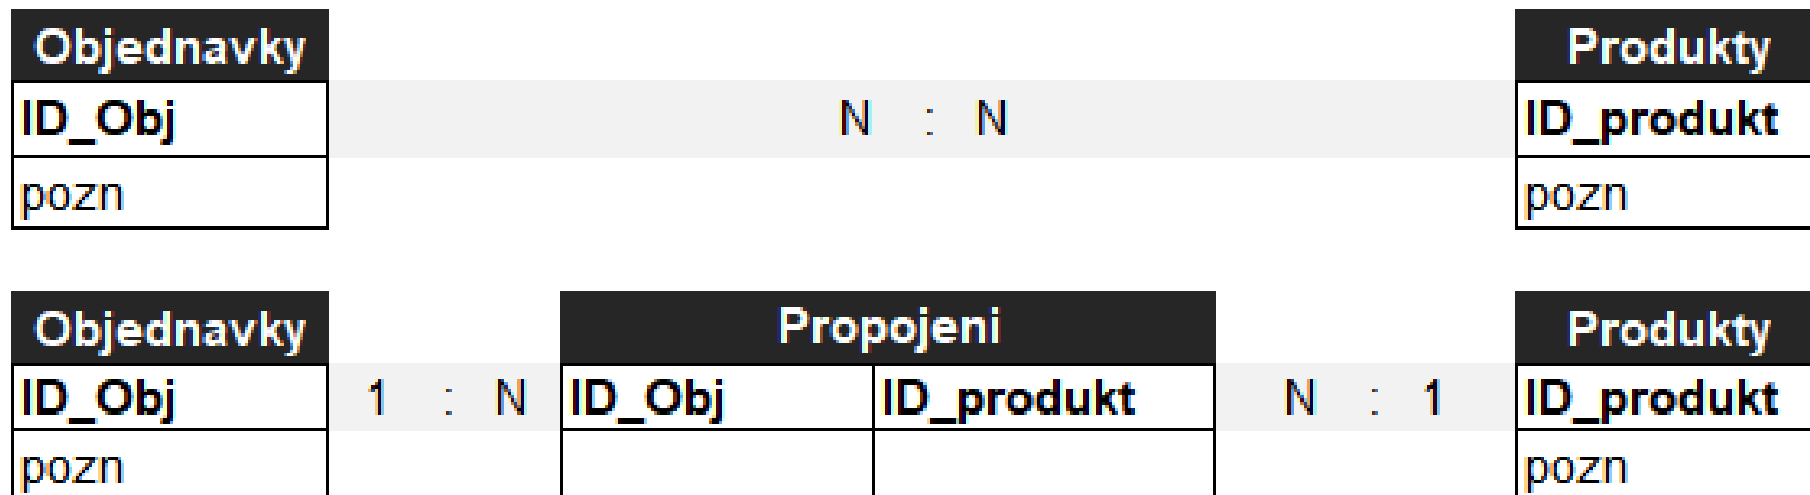 Objednavky Produkty
ID_Obj N : N ID_produkt
pozn pozn
Objednavky Propojeni Produkty
ID_Obj 1 : N ID_Obj ID_produkt N : 1 ID_produkt
pozn pozn